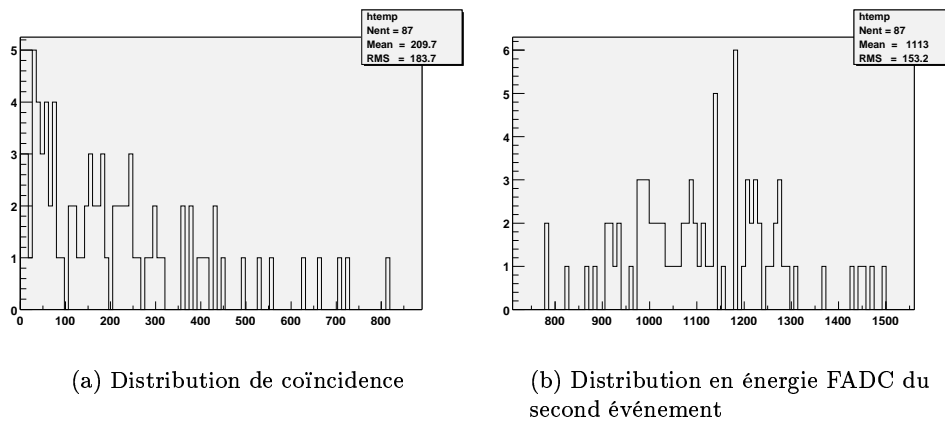 htemp
Nent = 87
Mean = 209.7
RMS = 183.7
5
4
3
2
1
0
0 100 200 300 400 500 600 700 800
(a) Distribution de coïncidence
htemp
Nent = 87
Mean = 1113
RMS = 153.2
6
5
4
3
2
1
0
800 900 1000 1100 1200 1300 1400 1500
(b) Distribution en énergie FADC du
second événement